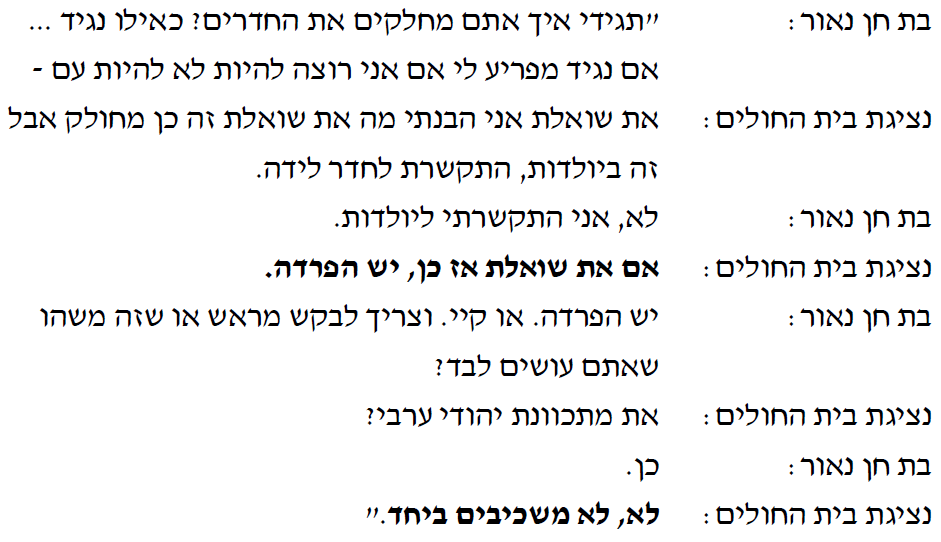 בת חן נאור: "תגידי איך אתם מחלקים את החדרים? כאילו נגיד ...
אם נגיד מפריע לי אם אני רוצה להיות לא להיות עם -
נציגת בית החולים: את שואלת אני הבנתי מה את שואלת זה כן מחולק אבל
זה ביולדות, התקשרת לחדר לידה.
בת חן נאור: לא, אני התקשרתי ליולדות.
נציגת בית החולים: אם את שואלת אז כן, יש הפרדה.
בת חן נאור: יש הפרדה. או קיי. וצריך לבקש מראש או שזה משהו
שאתם עושים לבד?
נציגת בית החולים: את מתכוונת יהודי ערבי?
בת חן נאור: כן.
נציגת בית החולים: לא, לא משכיבים ביחד."